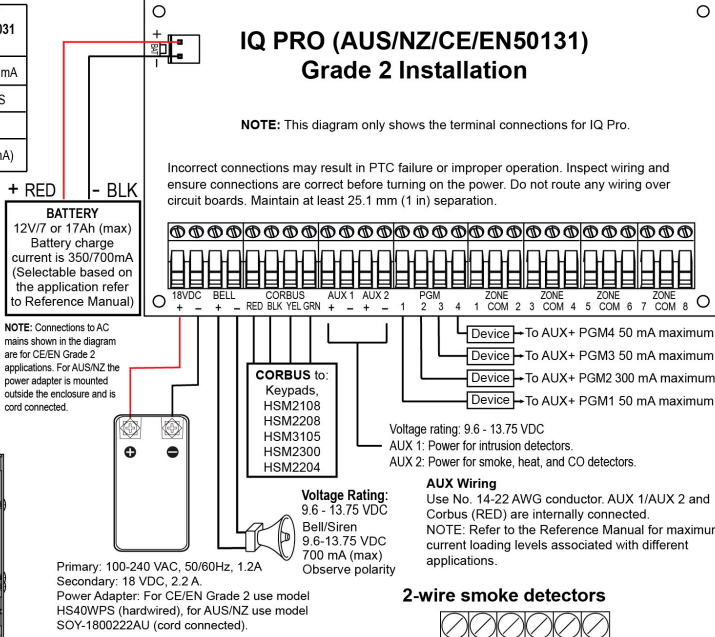 031
mA
S
nA)
+
BAT
–
IQ PRO (AUS/NZ/CE/EN50131)
Grade 2 Installation
NOTE: This diagram only shows the terminal connections for IQ Pro.
Incorrect connections may result in PTC failure or improper operation. Inspect wiring and
ensure connections are correct before turning on the power. Do not route any wiring over
circuit boards. Maintain at least 25.1 mm (1 in) separation.
+ RED - BLK
BATTERY
12V/7 or 17Ah (max)
Battery charge
current is 350/700mA
(Selectable based on
the application refer
to Reference Manual)
18VDC BELL CORBUS AUX 1 AUX 2 PGM ZONE ZONE ZONE ZONE
+ – + – RED BLK YEL GRN + – + – 1 2 3 4 1 COM 2 3 COM 4 5 COM 6 7 COM 8
NOTE: Connections to AC
mains shown in the diagram
are for CE/EN Grade 2
applications. For AUS/NZ the
power adapter is mounted
outside the enclosure and is
cord connected.
Device To AUX+ PGM4 50 mA maximum
Device To AUX+ PGM3 50 mA maximum
Device To AUX+ PGM2 300 mA maximum
Device To AUX+ PGM1 50 mA maximum
CORBUS to:
Keypads,
HSM2108
HSM2208
HSM3105
HSM2300
HSM2204
Voltage rating: 9.6 - 13.75 VDC
AUX 1: Power for intrusion detectors.
AUX 2: Power for smoke, heat, and CO detectors.
AUX Wiring
Use No. 14-22 AWG conductor. AUX 1/AUX 2 and
Corbus (RED) are internally connected.
NOTE: Refer to the Reference Manual for maximum
current loading levels associated with different
applications.
+ –
Voltage Rating:
9.6 - 13.75 VDC
Bell/Siren
9.6-13.75 VDC
700 mA (max)
Observe polarity
Primary: 100-240 VAC, 50/60Hz, 1.2A
Secondary: 18 VDC, 2.2 A.
Power Adapter: For CE/EN Grade 2 use model
HS40WPS (hardwired), for AUS/NZ use model
SOY-1800222AU (cord connected).
2-wire smoke detectors